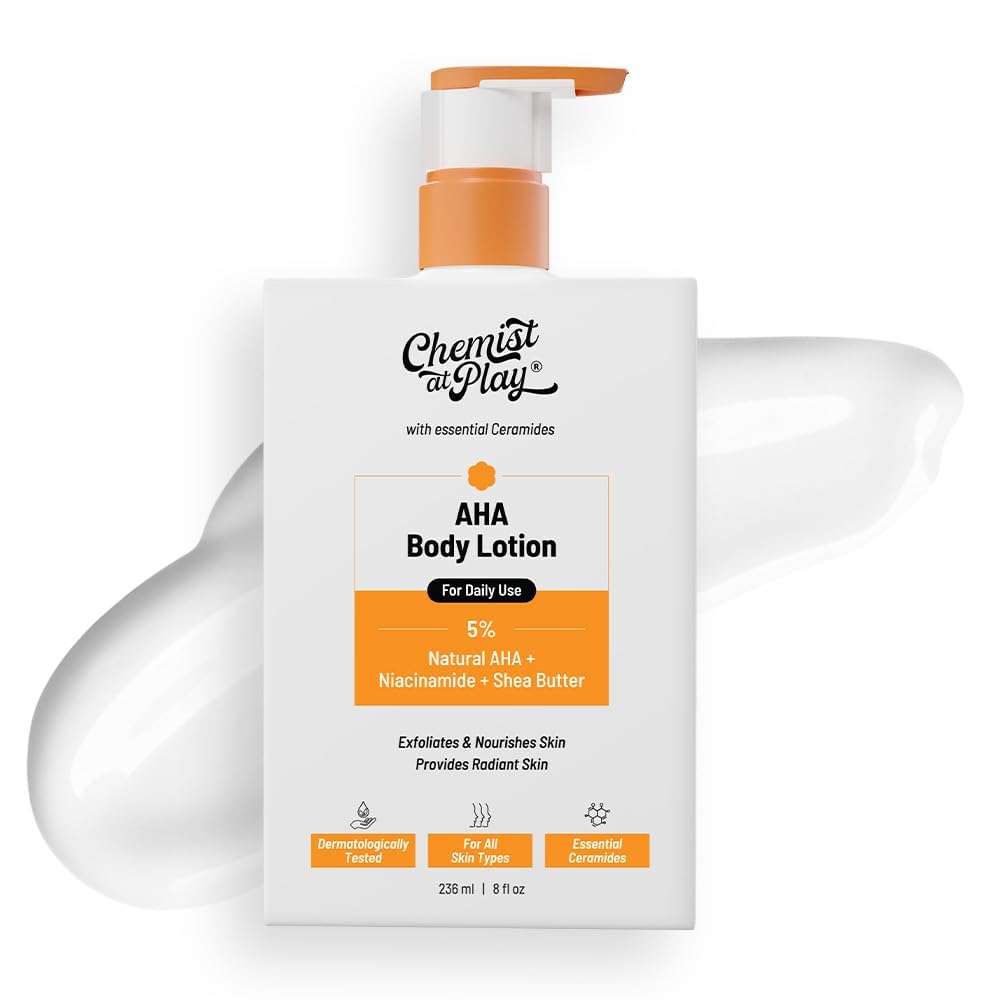 Chemist
at Play®
with essential Ceramides
AHA
Body Lotion
For Daily Use
5%
Natural AHA +
Niacinamide + Shea Butter
Exfoliates & Nourishes Skin
Provides Radiant Skin
Dermatologically
Tested
For All
Skin Types
Essential
Ceramides
236 ml | 8 fl oz